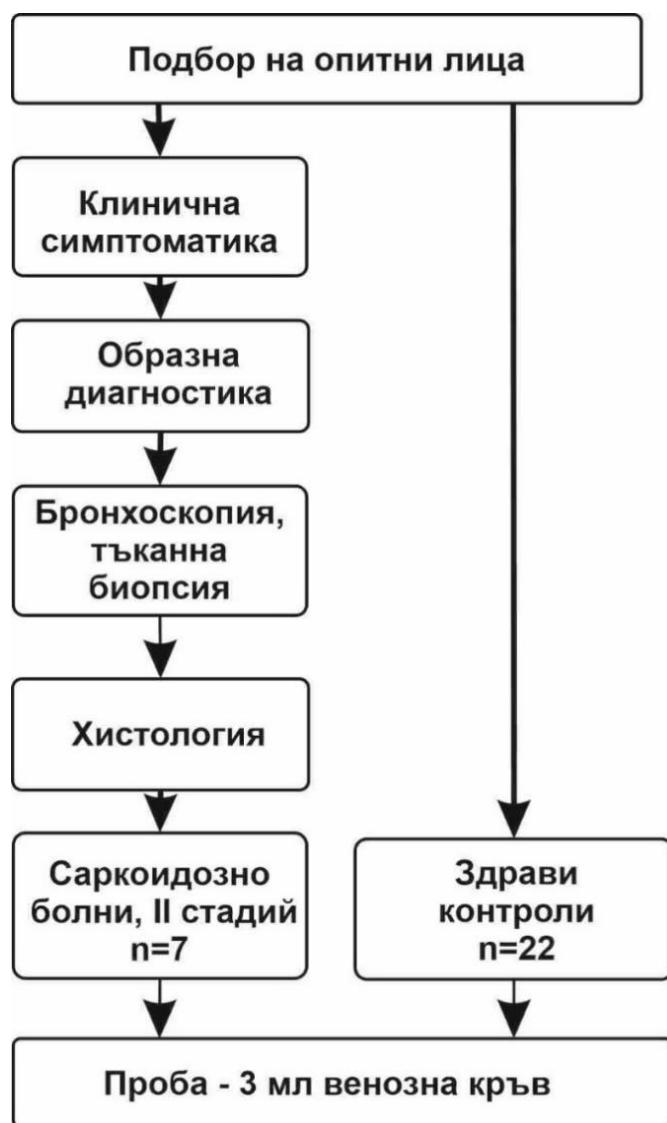 Подбор на опитни лица
Клинична
симптоматика
Образна
диагностика
Бронхоскопия,
тъканна
биопсия
Хистология
Саркоидозно
болни, II стадий
n=7
Здрави
контроли
n=22
Проба - 3 мл венозна кръв